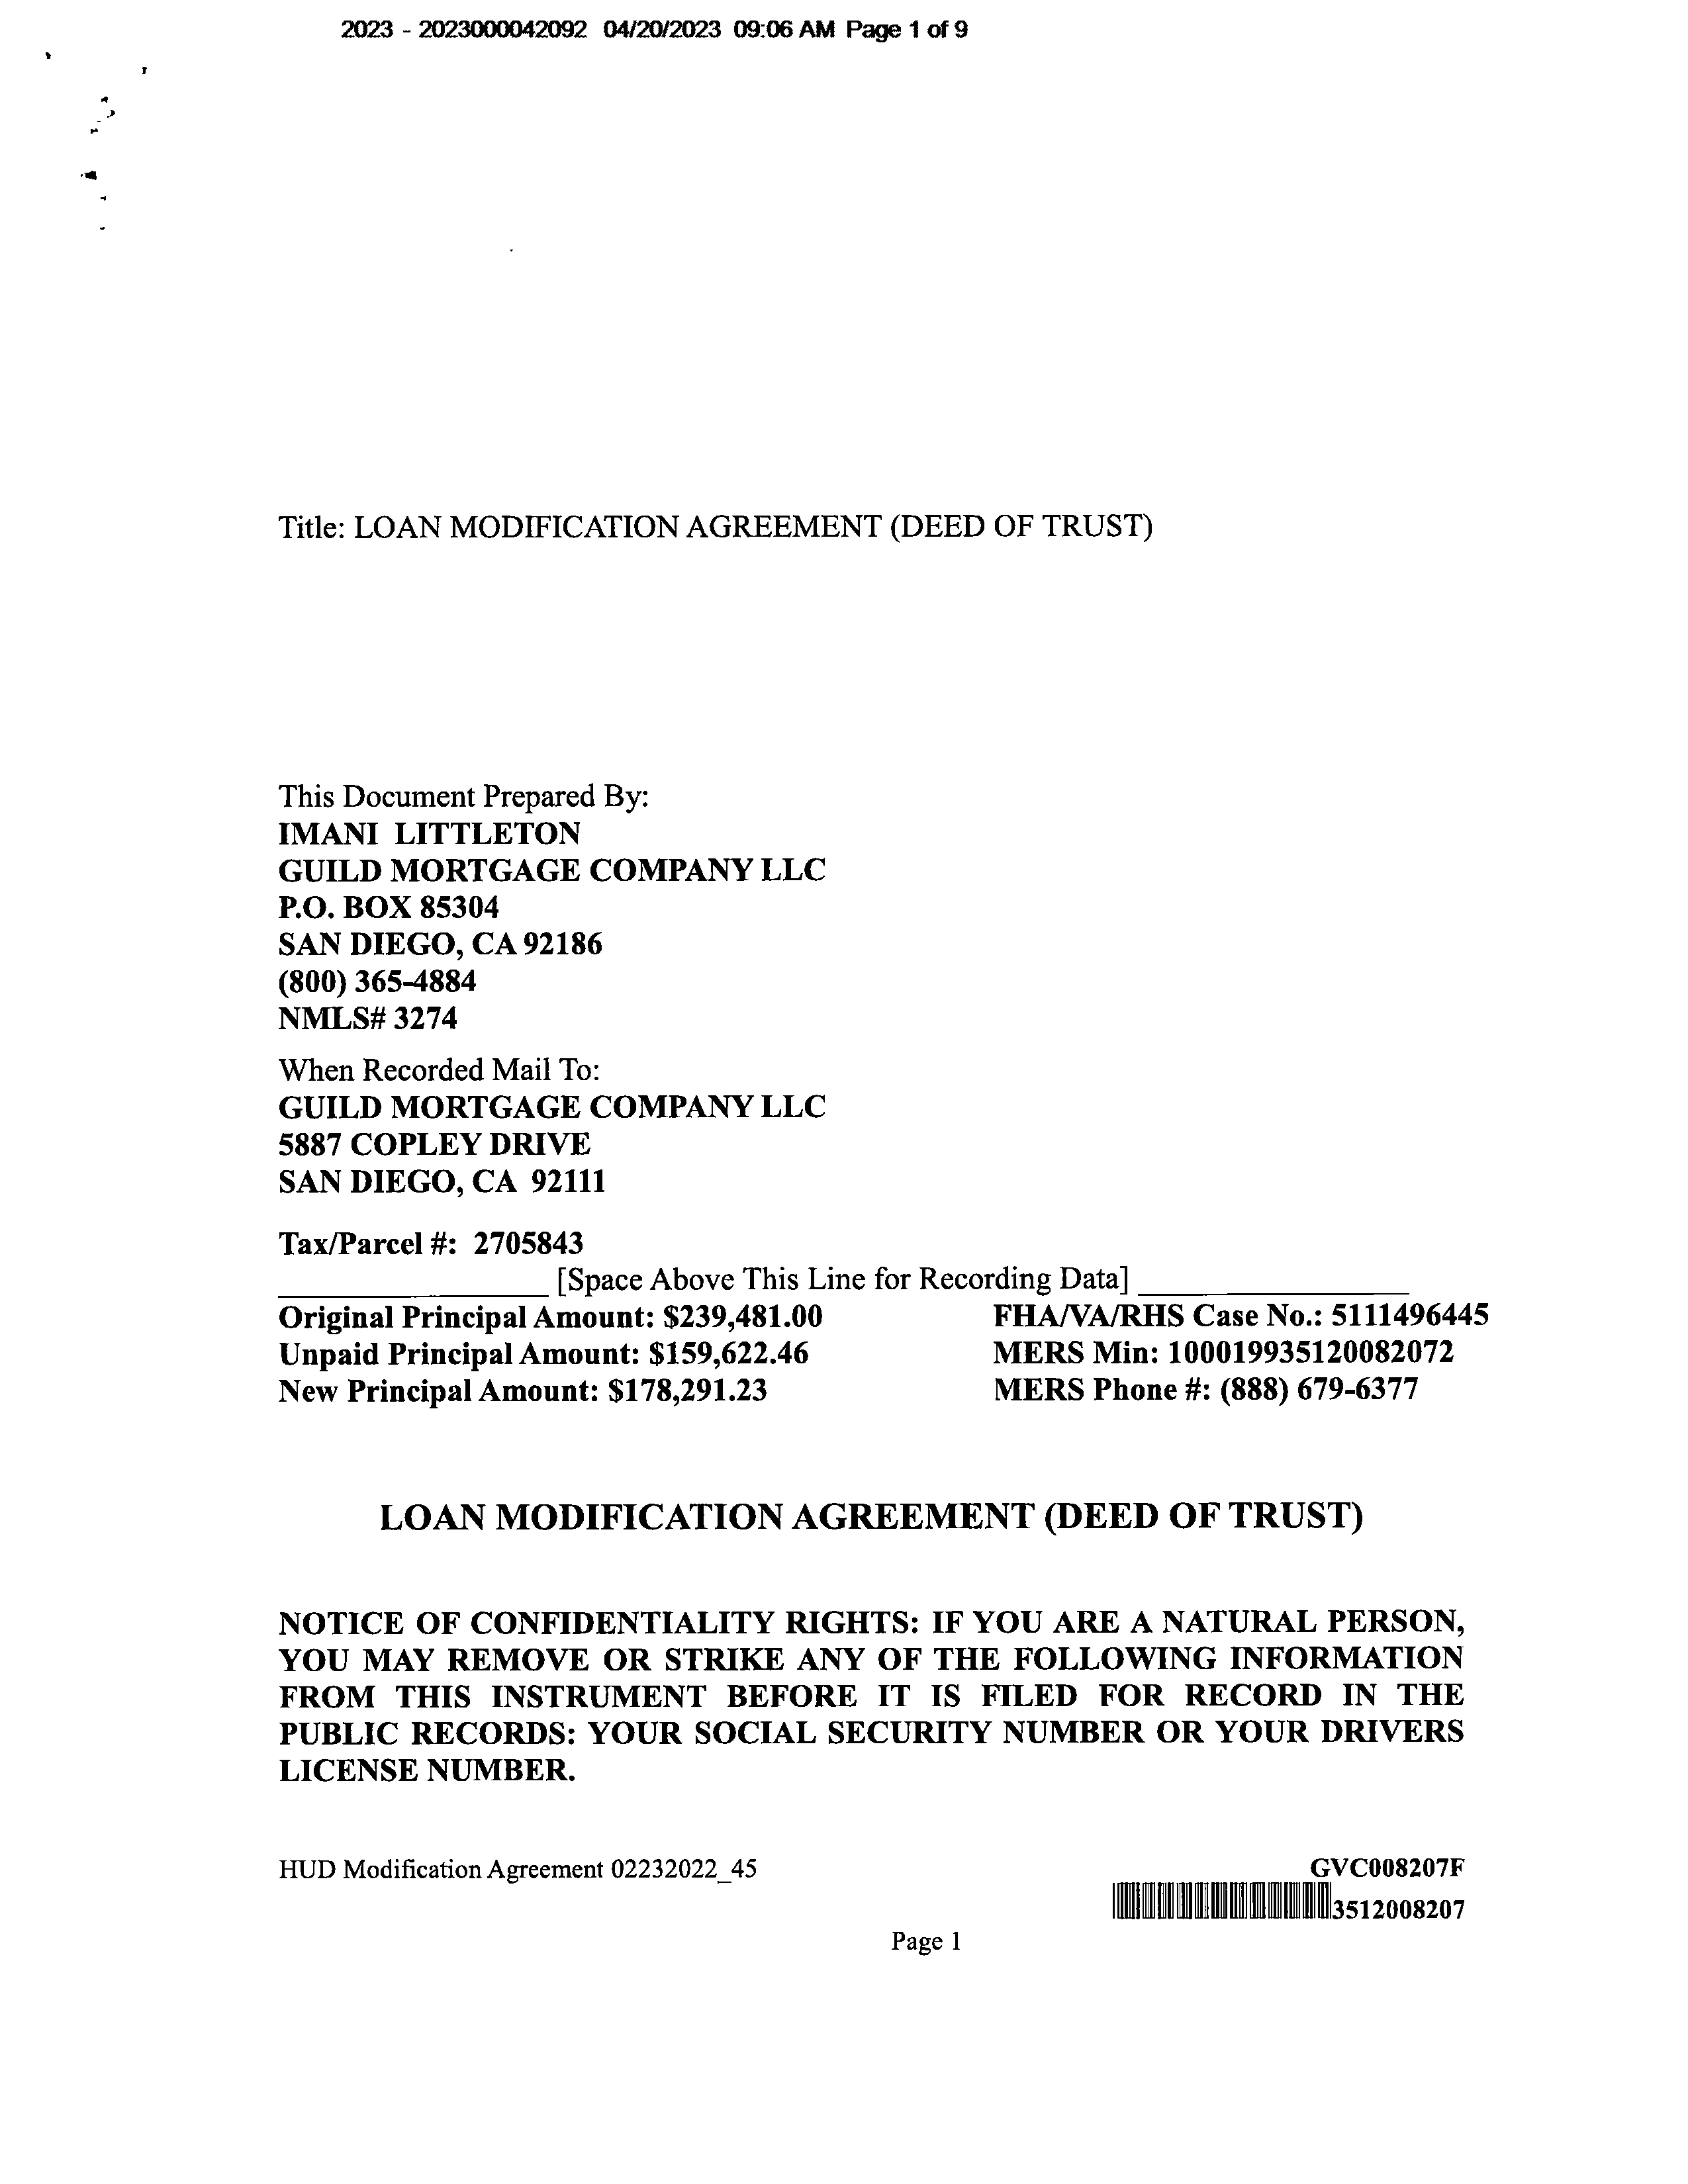 2023 - 2023000042092 04/20/2023 09:06 AM Page 1 of 9
Title: LOAN MODIFICATION AGREEMENT (DEED OF TRUST)
This Document Prepared By:
IMANI LITTLETON
GUILD MORTGAGE COMPANY LLC
P.O. BOX 85304
SAN DIEGO, CA 92186
(800) 365-4884
NMLS# 3274
When Recorded Mail To:
GUILD MORTGAGE COMPANY LLC
5887 COPLEY DRIVE
SAN DIEGO, CA 92111
Tax/Parcel #: 2705843
[Space Above This Line for Recording Data]
Original Principal Amount: $239,481.00 FHA/VA/RHS Case No.: 5111496445
Unpaid Principal Amount: $159,622.46 MERS Min: 100019935120082072
New Principal Amount: $178,291.23 MERS Phone #: (888) 679-6377
LOAN MODIFICATION AGREEMENT (DEED OF TRUST)
NOTICE OF CONFIDENTIALITY RIGHTS: IF YOU ARE A NATURAL PERSON,
YOU MAY REMOVE OR STRIKE ANY OF THE FOLLOWING INFORMATION
FROM THIS INSTRUMENT BEFORE IT IS FILED FOR RECORD IN THE
PUBLIC RECORDS: YOUR SOCIAL SECURITY NUMBER OR YOUR DRIVERS
LICENSE NUMBER.
HUD Modification Agreement 02232022_45 GVC008207F
3512008207
Page 1